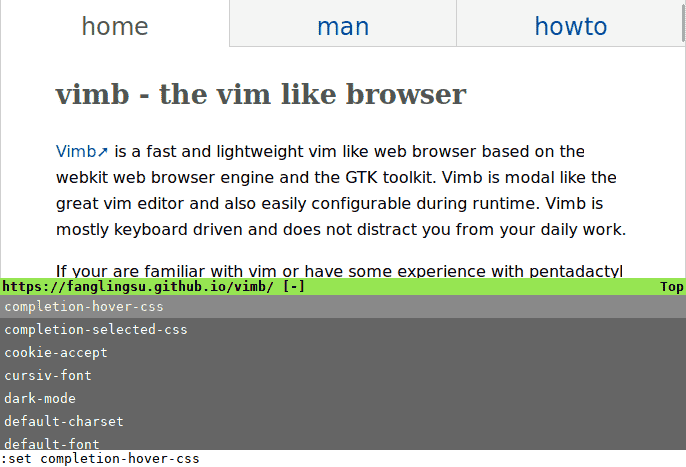 home man howto
vimb - the vim like browser
Vimb↗ is a fast and lightweight vim like web browser based on the
webkit web browser engine and the GTK toolkit. Vimb is modal like the
great vim editor and also easily configurable during runtime. Vimb is
mostly keyboard driven and does not distract you from your daily work.
If your are familiar with vim or have some experience with pentadactyl
https://fanglingsu.github.io/vimb/ [-] Top
completion-hover-css
completion-selected-css
cookie-accept
cursiv-font
dark-mode
default-charset
default-font
:set completion-hover-css